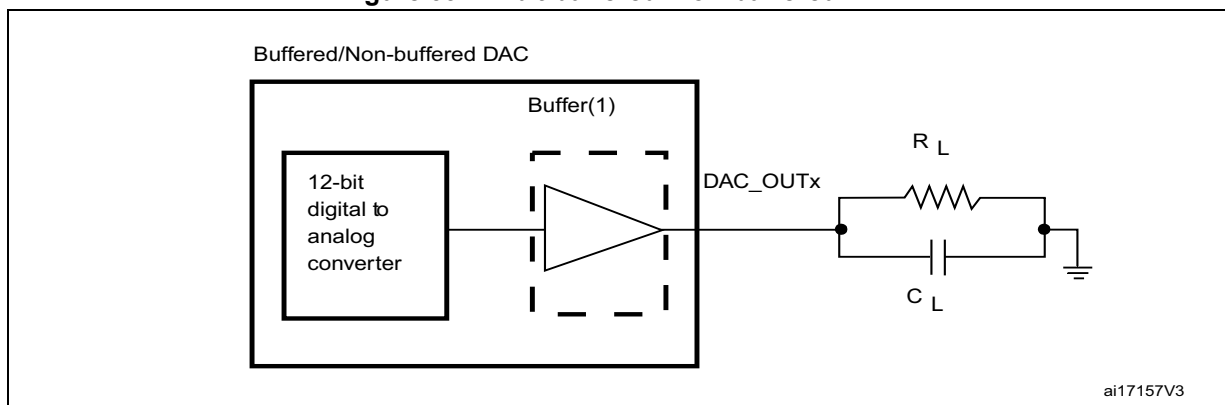 Buffered/Non-buffered DAC
Buffer(1)
12-bit
digital to
analog
converter
DAC_OUTx
R L
C L
ai17157V3